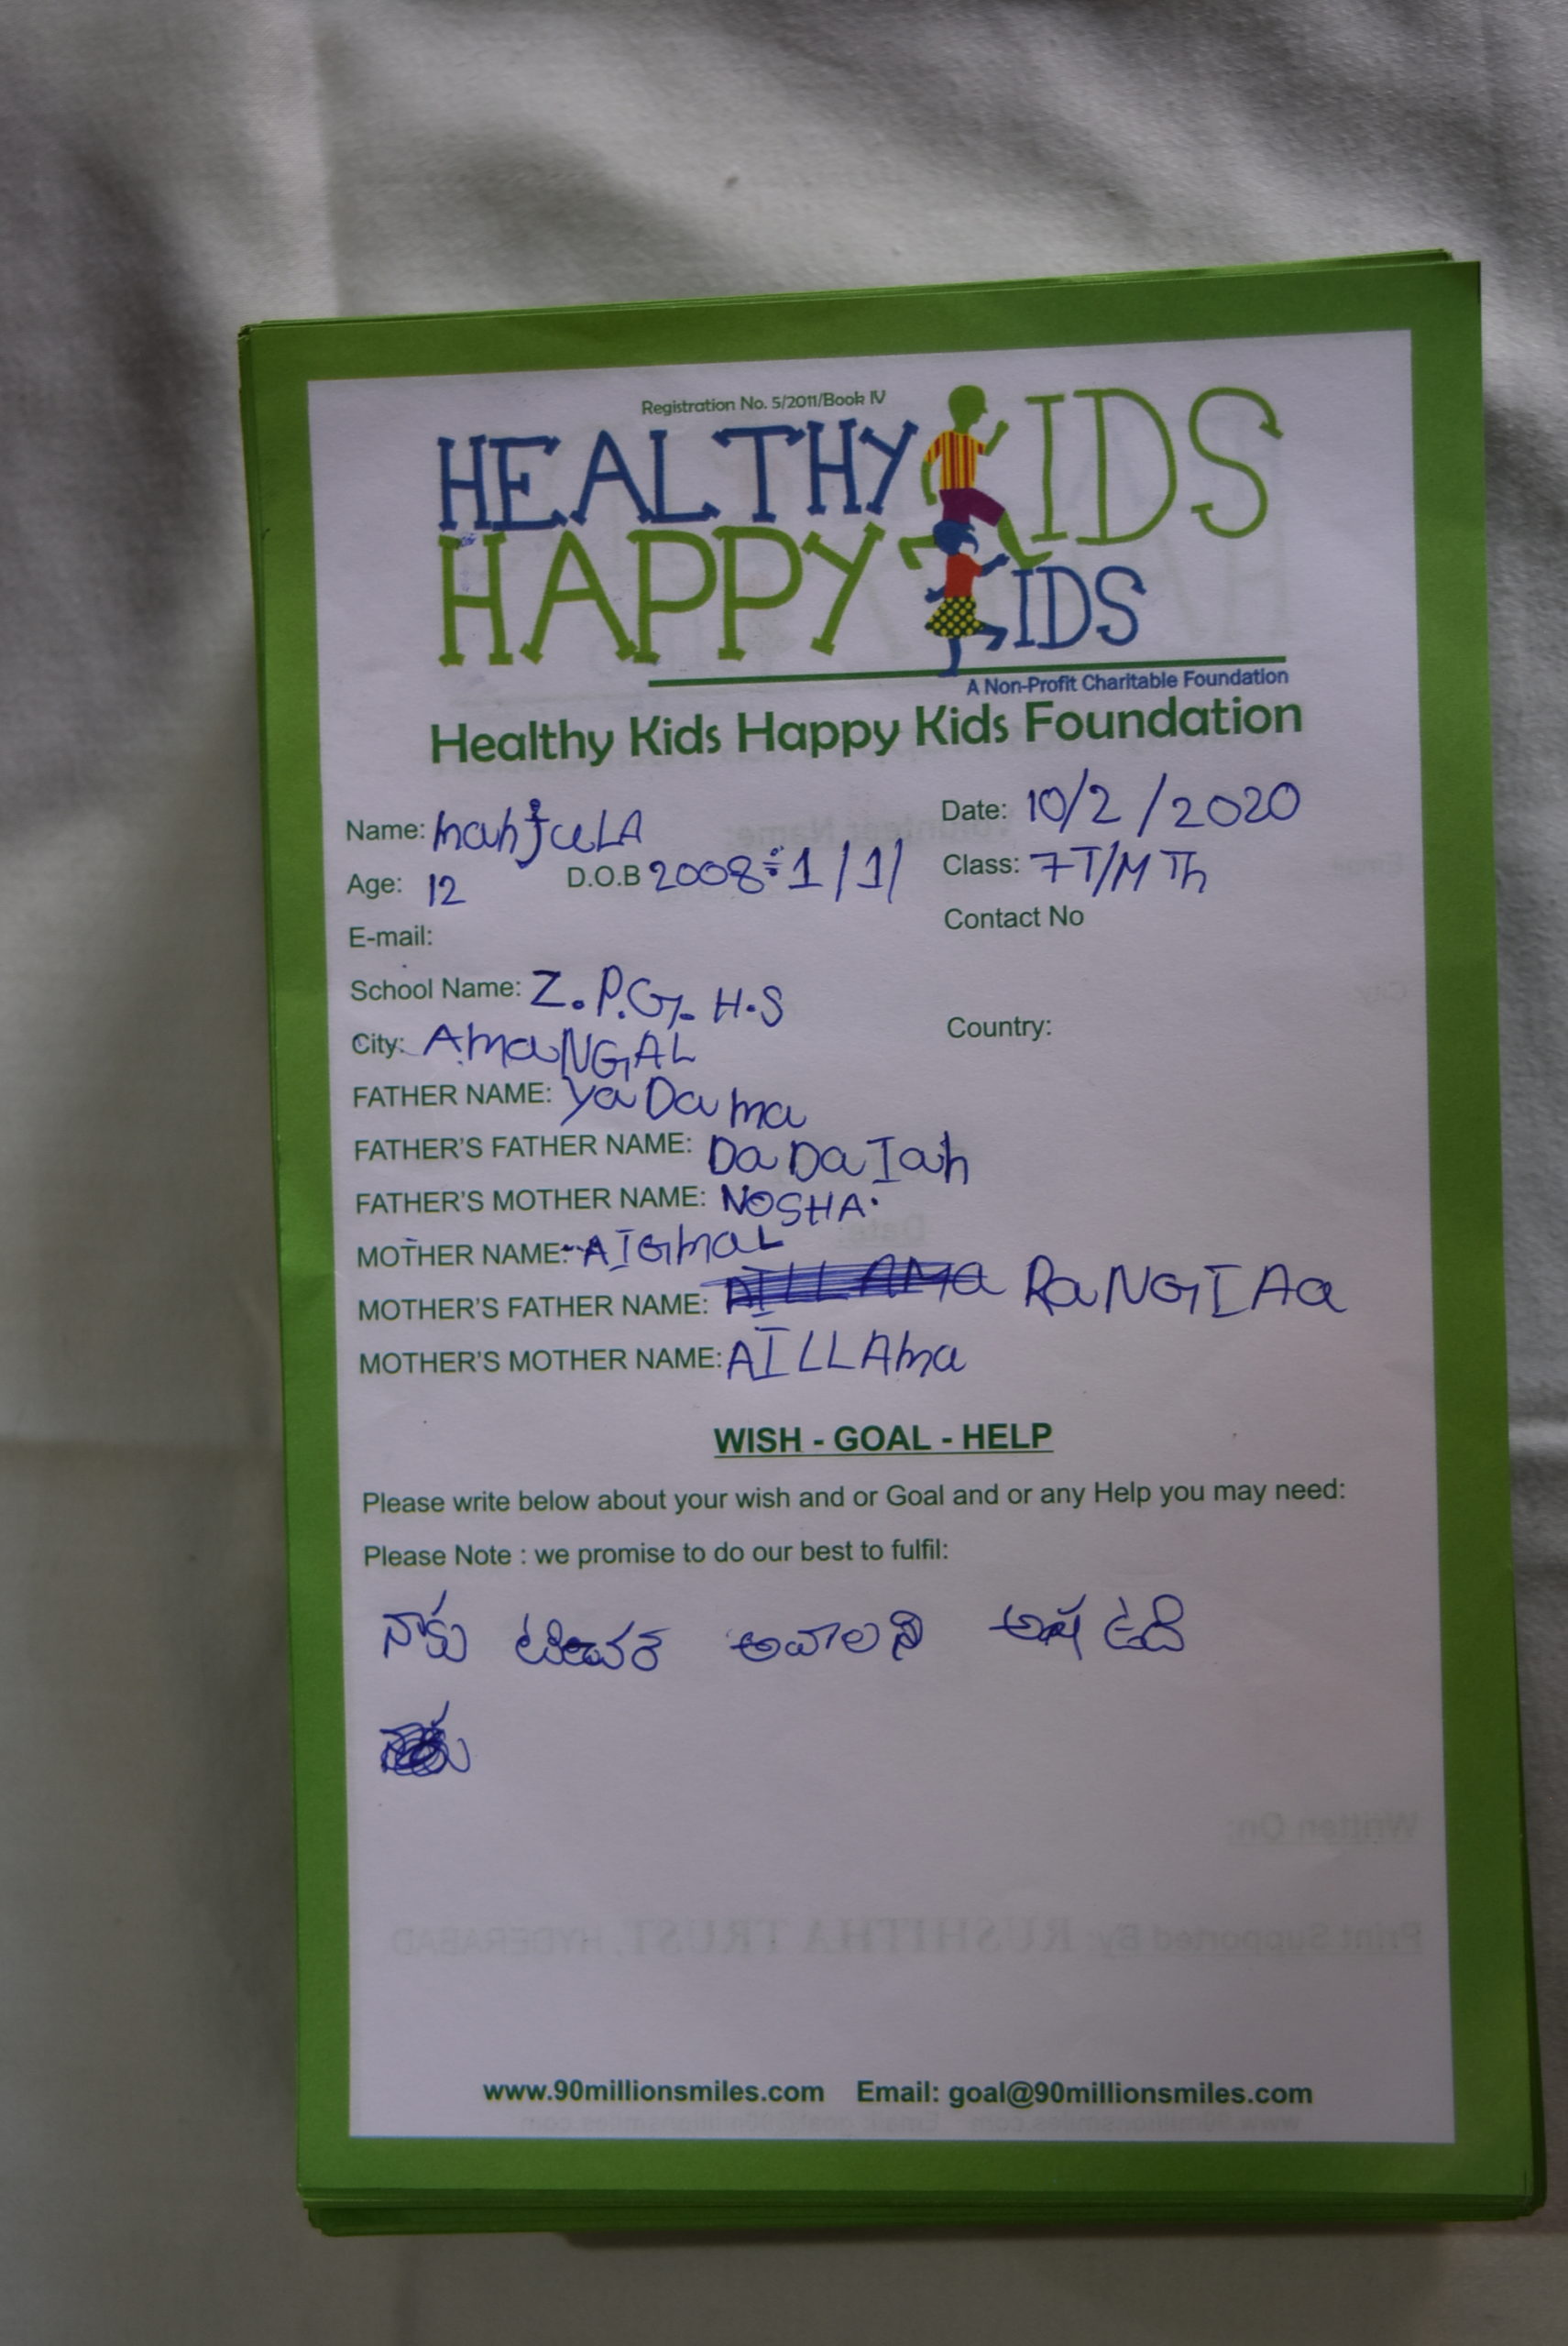 Registration No. 5/2011/Book IV
HEALTHY KIDS
HAPPY KIDS
A Non-Profit Charitable Foundation
Healthy Kids Happy Kids Foundation
Name: manjuLA Date: 10/2/2020
Age: 12 D.O.B 2008÷1/1/ Class: 7T/M Th
E-mail: Contact No
School Name: Z.P.G. H.S
City: AmaNGAL Country:
FATHER NAME: yaDama
FATHER'S FATHER NAME: DaDaIah
FATHER'S MOTHER NAME: NOSHA.
MOTHER NAME: AIGmaL
MOTHER'S FATHER NAME: RaNGIAa
MOTHER'S MOTHER NAME: AILLAma
WISH - GOAL - HELP
Please write below about your wish and or Goal and or any Help you may need:
Please Note : we promise to do our best to fulfil:
నాకు అవాలని ఉది
www.90millionsmiles.com Email: goal@90millionsmiles.com